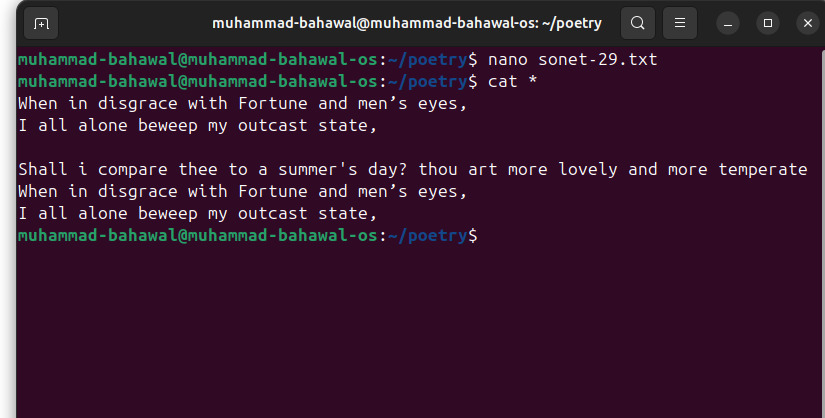 muhammad-bahawal@muhammad-bahawal-os: ~/poetry
muhammad-bahawal@muhammad-bahawal-os:~/poetry$ nano sonet-29.txt
muhammad-bahawal@muhammad-bahawal-os:~/poetry$ cat *
When in disgrace with Fortune and men’s eyes,
I all alone beweep my outcast state,

Shall i compare thee to a summer's day? thou art more lovely and more temperate
When in disgrace with Fortune and men’s eyes,
I all alone beweep my outcast state,
muhammad-bahawal@muhammad-bahawal-os:~/poetry$